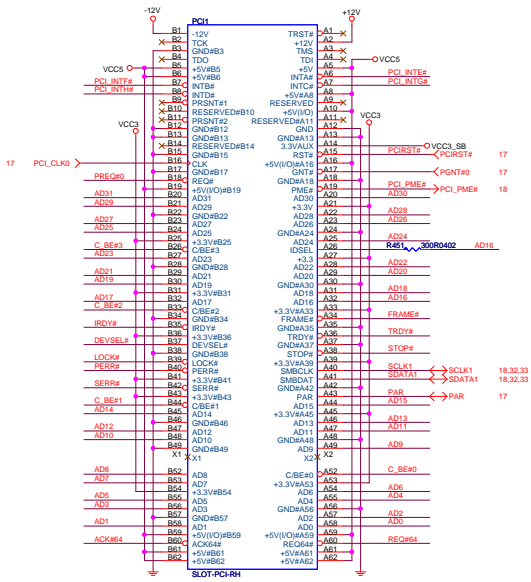 -12V +12V
PCI1
B1 -12V TRST# A1
B2 TCK +12V A2
B3 GND#B3 TMS A3
B4 TDO TDI A4
VCC5 B5 +5V#B5 +5V A5 VCC5
B6 +5V#B6 INTA# A6 PCI_INTE#
PCI_INTF# B7 INTB# INTC# A7 PCI_INTG#
PCI_INTH# B8 INTD# +5V#A8 A8
B9 PRSNT#1 RESERVED A9
B10 RESERVED#B10 +5V(I/O) A10
B11 PRSNT#2 RESERVED#A11 A11
VCC3 B12 GND#B12 GND A12 VCC3
B13 GND#B13 GND#A13 A13
B14 RESERVED#B14 3.3VAUX A14 VCC3_SB
B15 GND#B15 RST# A15 PCIRST# PCIRST# 17
17 PCI_CLK0 B16 CLK +5V(I/O)#A16 A16
B17 GND#B17 GNT# A17 PGNT#0 PGNT#0 17
PREQ#0 B18 REQ# GND#A18 A18
B19 +5V(I/O)#B19 PME# A19 PCI_PME# PCI_PME# 18
AD31 B20 AD31 AD30 A20 AD30
AD29 B21 AD29 +3.3V A21
B22 GND#B22 AD28 A22 AD28
AD27 B23 AD27 AD26 A23 AD26
AD25 B24 AD25 GND#A24 A24
B25 +3.3V#B25 AD24 A25 AD24
C_BE#3 B26 C/BE#3 IDSEL A26 R451 300R0402 AD16
AD23 B27 AD23 +3.3 A27
B28 GND#B28 AD22 A28 AD22
AD21 B29 AD21 AD20 A29 AD20
AD19 B30 AD19 GND#A30 A30
B31 +3.3V#B31 AD18 A31 AD18
AD17 B32 AD17 AD16 A32 AD16
C_BE#2 B33 C/BE#2 +3.3V#A33 A33
B34 GND#B34 FRAME# A34 FRAME#
IRDY# B35 IRDY# GND#A35 A35
B36 +3.3V#B36 TRDY# A36 TRDY#
DEVSEL# B37 DEVSEL# GND#A37 A37
B38 GND#B38 STOP# A38 STOP#
LOCK# B39 LOCK# +3.3V#A39 A39
PERR# B40 PERR# SMBCLK A40 SCLK1 SCLK1 18,32,33
B41 +3.3V#B41 SMBDAT A41 SDATA1 SDATA1 18,32,33
SERR# B42 SERR# GND#A42 A42
B43 +3.3V#B43 PAR A43 PAR PAR 17
C_BE#1 B44 C/BE#1 AD15 A44 AD15
AD14 B45 AD14 +3.3V#A45 A45
B46 GND#B46 AD13 A46 AD13
AD12 B47 AD12 AD11 A47 AD11
AD10 B48 AD10 GND#A48 A48
B49 GND#B49 AD9 A49 AD9
X1 X1 X2 X2
AD8 B52 AD8 C/BE#0 A52 C_BE#0
AD7 B53 AD7 +3.3V#A53 A53
B54 +3.3V#B54 AD6 A54 AD6
AD5 B55 AD5 AD4 A55 AD4
AD3 B56 AD3 GND#A56 A56
B57 GND#B57 AD2 A57 AD2
AD1 B58 AD1 AD0 A58 AD0
B59 +5V(I/O)#B59 +5V(I/O)#A59 A59
ACK#64 B60 ACK64# REQ64# A60 REQ#64
B61 +5V#B61 +5V#A61 A61
B62 +5V#B62 +5V#A62 A62
SLOT-PCI-RH